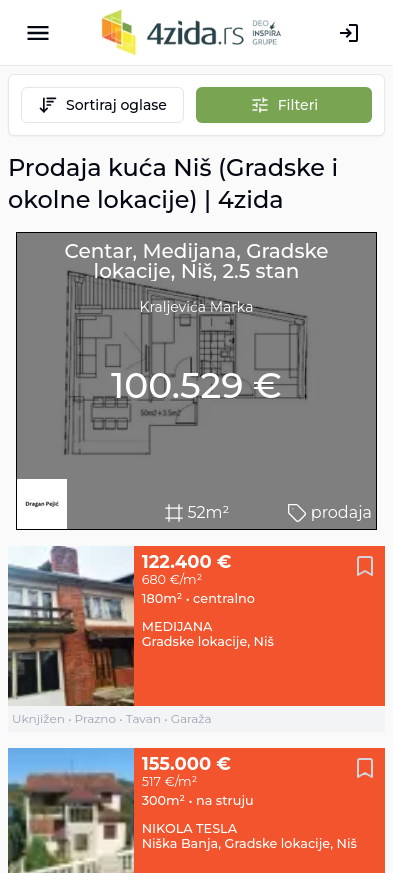 4zida.rs
DEO
INSPIRA
GRUPE
Sortiraj oglase
Filteri
Prodaja kuća Niš (Gradske i
okolne lokacije) | 4zida
Centar, Medijana, Gradske
lokacije, Niš, 2.5 stan
Kraljevića Marka
100.529 €
50m2+3.5m2
Dragan Pejić
52m²
prodaja
122.400 €
680 €/m²
180m² • centralno
MEDIJANA
Gradske lokacije, Niš
Uknjižen • Prazno • Tavan • Garaža
155.000 €
517 €/m²
300m² • na struju
NIKOLA TESLA
Niška Banja, Gradske lokacije, Niš